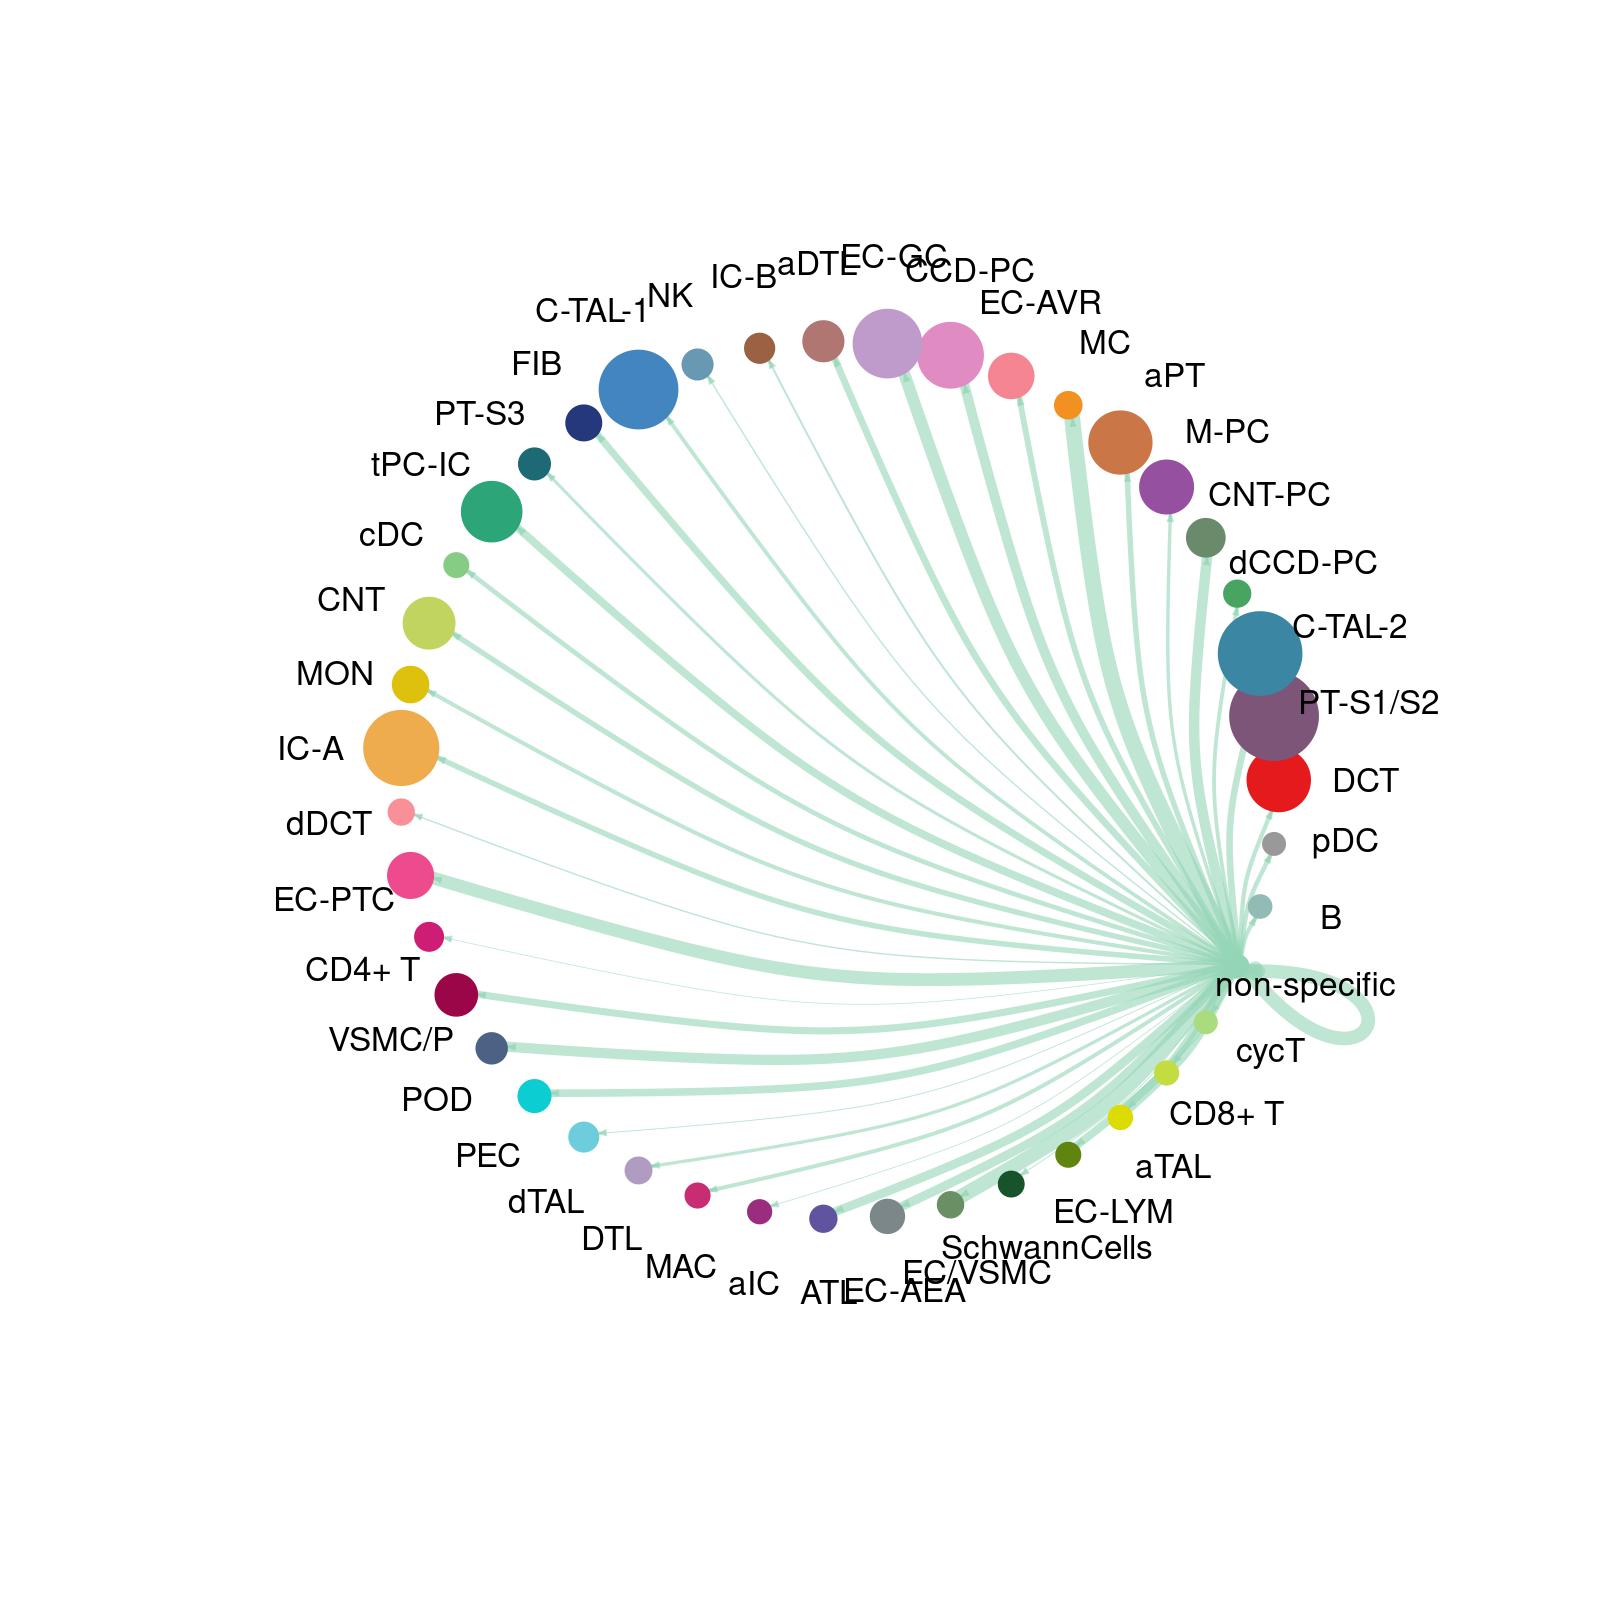 EC-GC
aDTL
CCD-PC
IC-B
NK
EC-AVR
C-TAL-1
MC
FIB
aPT
PT-S3
M-PC
tPC-IC
CNT-PC
cDC
dCCD-PC
CNT
C-TAL-2
MON
PT-S1/S2
IC-A
DCT
dDCT
pDC
EC-PTC
B
CD4+ T
non-specific
VSMC/P
cycT
POD
CD8+ T
PEC
aTAL
dTAL
EC-LYM
DTL
SchwannCells
MAC
EC/VSMC
aIC
ATL
EC-AEA